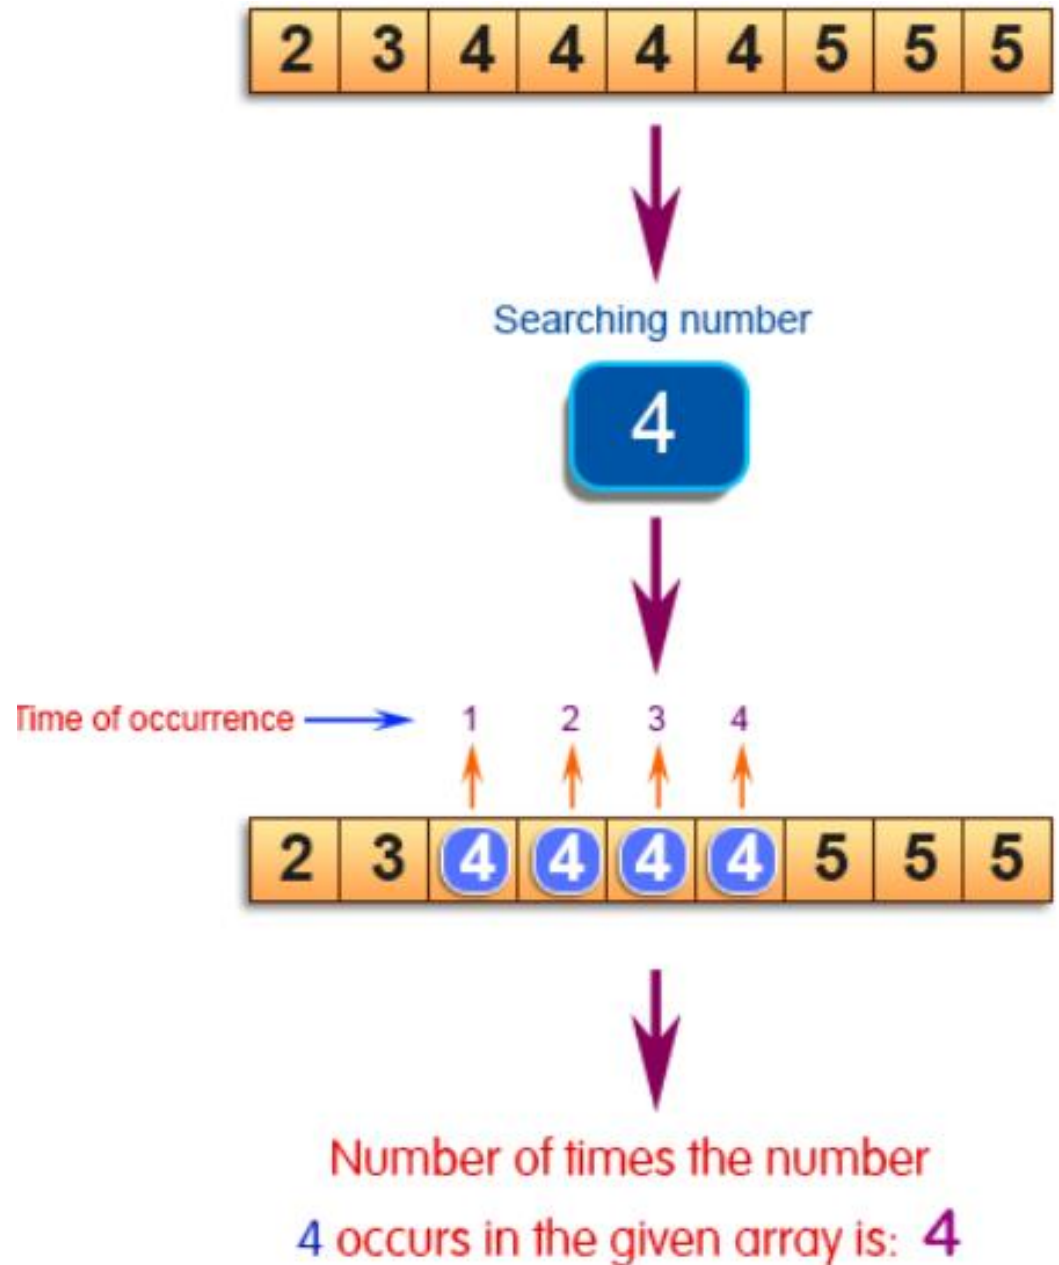 2 3 4 4 4 4 5 5 5
Searching number
4
Time of occurrence 1 2 3 4
2 3 4 4 4 4 5 5 5
Number of times the number
4 occurs in the given array is: 4